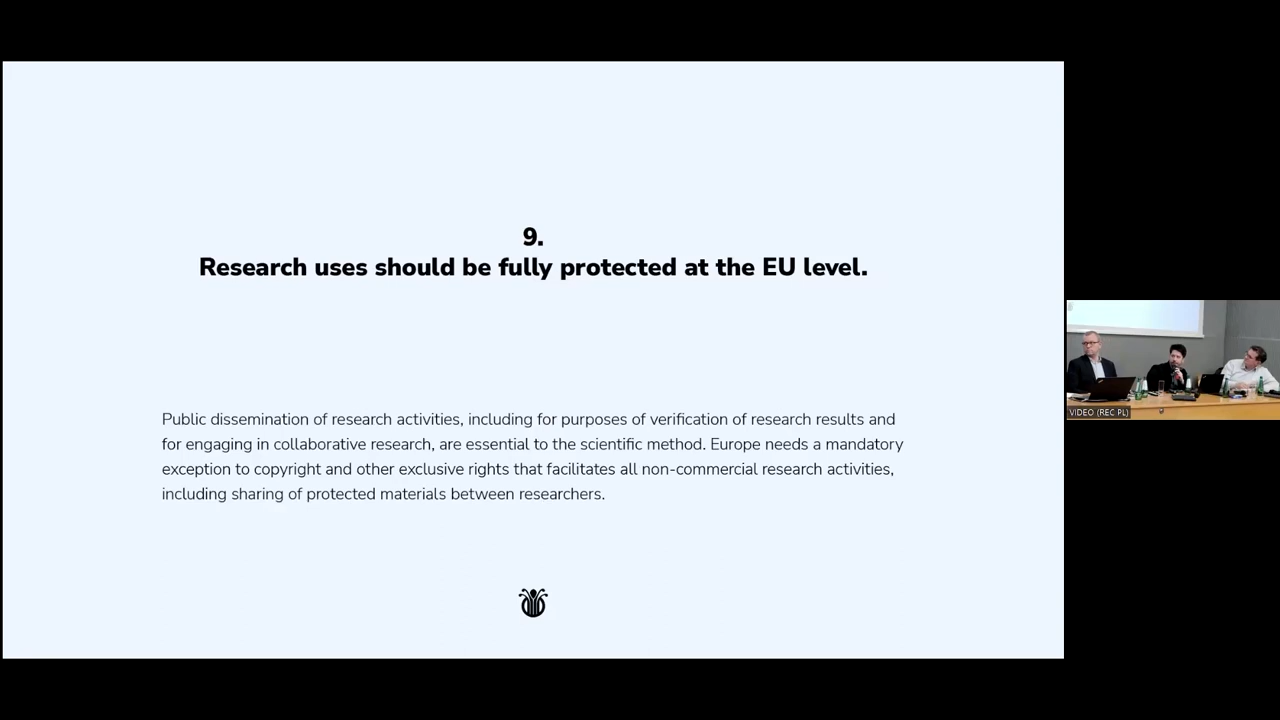 9.
Research uses should be fully protected at the EU level.
Public dissemination of research activities, including for purposes of verification of research results and
for engaging in collaborative research, are essential to the scientific method. Europe needs a mandatory
exception to copyright and other exclusive rights that facilitates all non-commercial research activities,
including sharing of protected materials between researchers.
VIDEO (REC PL)